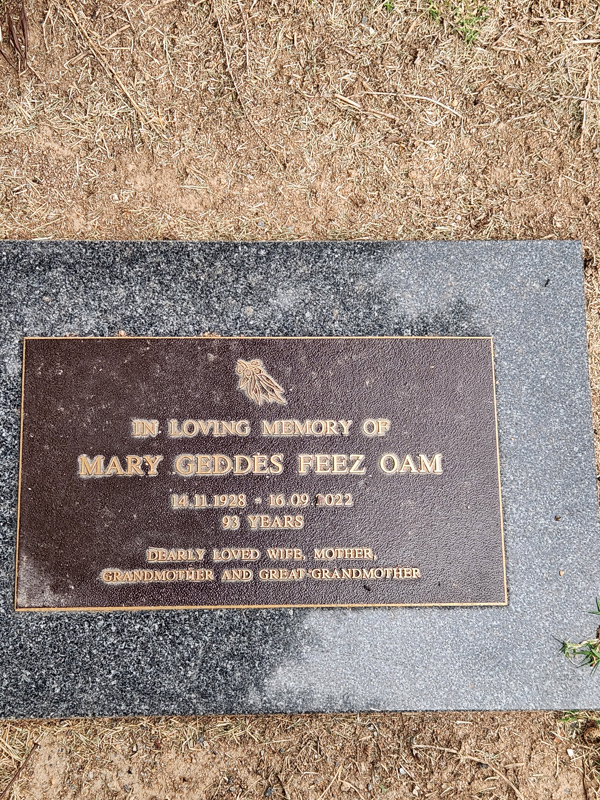 IN LOVING MEMORY OF
MARY GEDDES FEEZ OAM
14.11.1928 - 16.09.2022
93 YEARS
DEARLY LOVED WIFE, MOTHER,
GRANDMOTHER AND GREAT-GRANDMOTHER